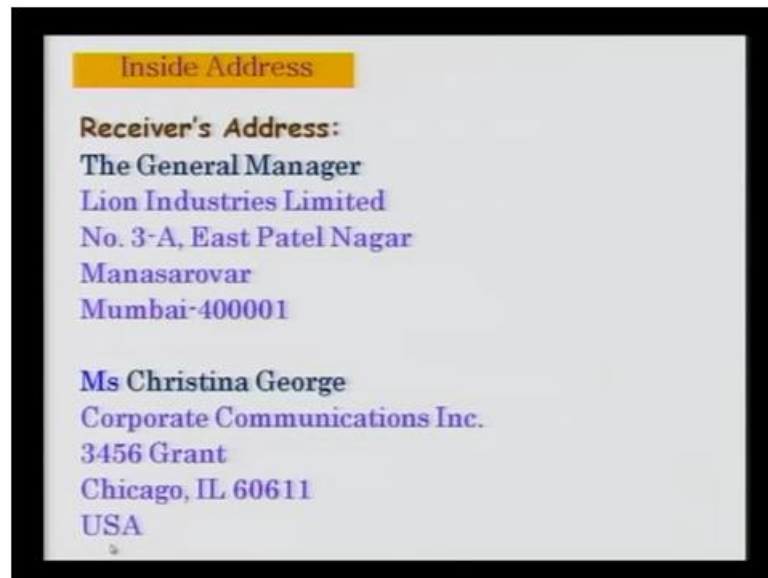 Inside Address
Receiver's Address:
The General Manager
Lion Industries Limited
No. 3-A, East Patel Nagar
Manasarovar
Mumbai-400001
Ms Christina George
Corporate Communications Inc.
3456 Grant
Chicago, IL 60611
USA